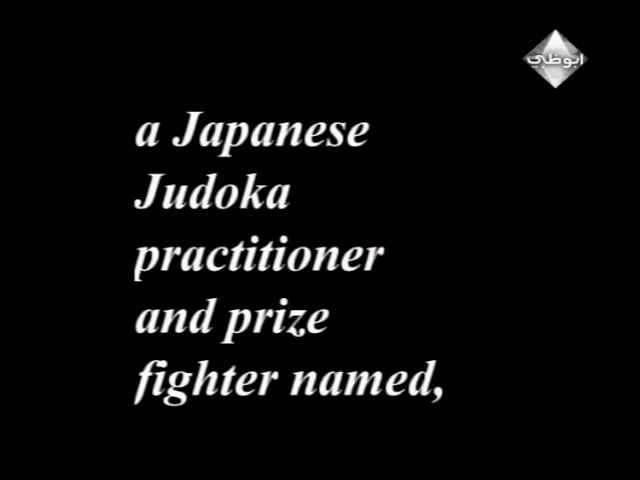 ابوظبي
a Japanese
Judoka
practitioner
and prize
fighter named,